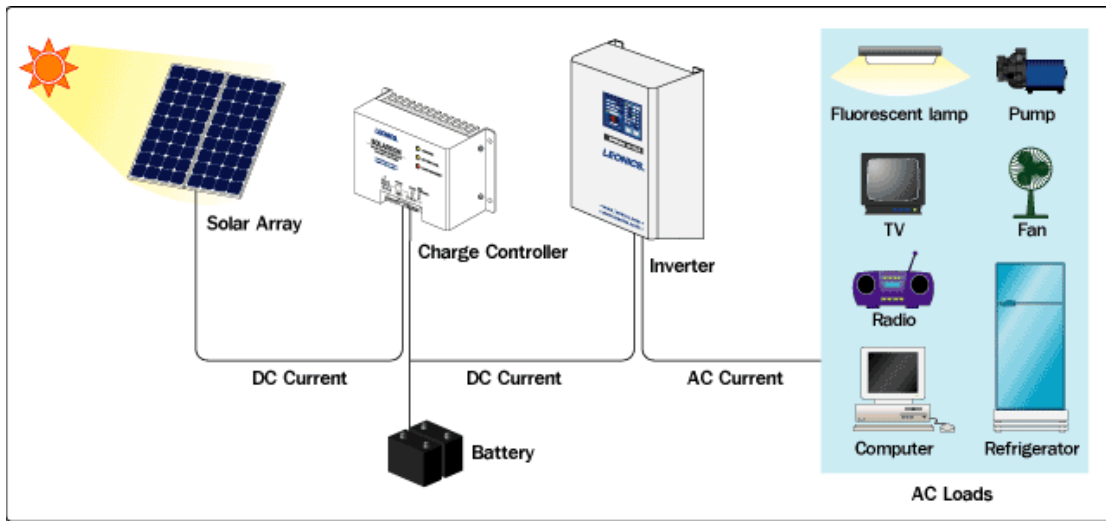 Solar Array
LEONICS
SOLARCON
Charge Controller
LEONICS
Inverter
DC Current
DC Current
AC Current
Battery
Fluorescent lamp
Pump
TV
Fan
Radio
Computer
Refrigerator
AC Loads